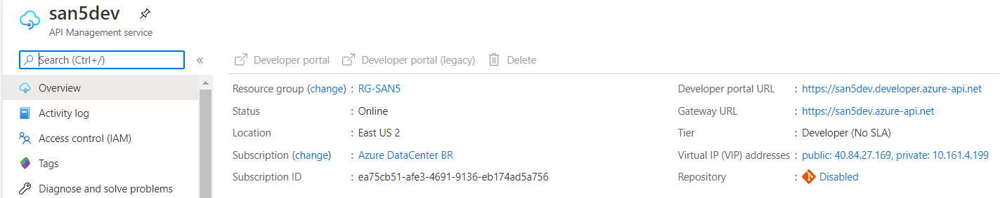 san5dev
API Management service
Search (Ctrl+/)
«
Overview
Activity log
Access control (IAM)
Tags
Diagnose and solve problems
Developer portal Developer portal (legacy) Delete
Resource group (change) : RG-SAN5
Status : Online
Location : East US 2
Subscription (change) : Azure DataCenter BR
Subscription ID : ea75cb51-afe3-4691-9136-eb174ad5a756
Developer portal URL : https://san5dev.developer.azure-api.net
Gateway URL : https://san5dev.azure-api.net
Tier : Developer (No SLA)
Virtual IP (VIP) addresses : public: 40.84.27.169, private: 10.161.4.199
Repository : Disabled